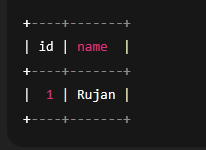 +----+-------+
| id | name  |
+----+-------+
|  1 | Rujan |
+----+-------+